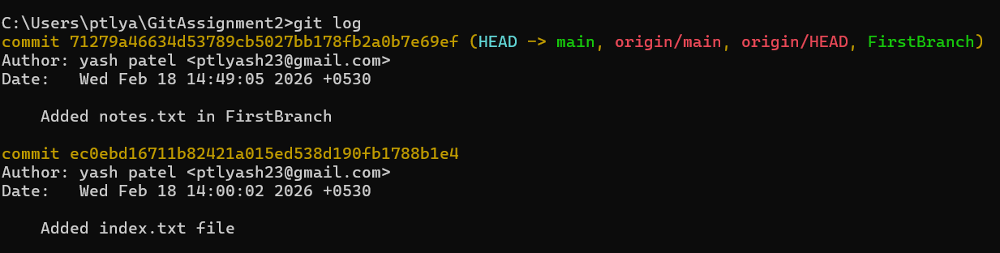 C:\Users\ptlya\GitAssignment2>git log
commit 71279a46634d53789cb5027bb178fb2a0b7e69ef (HEAD -> main, origin/main, origin/HEAD, FirstBranch)
Author: yash patel <ptlyash23@gmail.com>
Date:   Wed Feb 18 14:49:05 2026 +0530
    Added notes.txt in FirstBranch
commit ec0ebd16711b82421a015ed538d190fb1788b1e4
Author: yash patel <ptlyash23@gmail.com>
Date:   Wed Feb 18 14:00:02 2026 +0530
    Added index.txt file